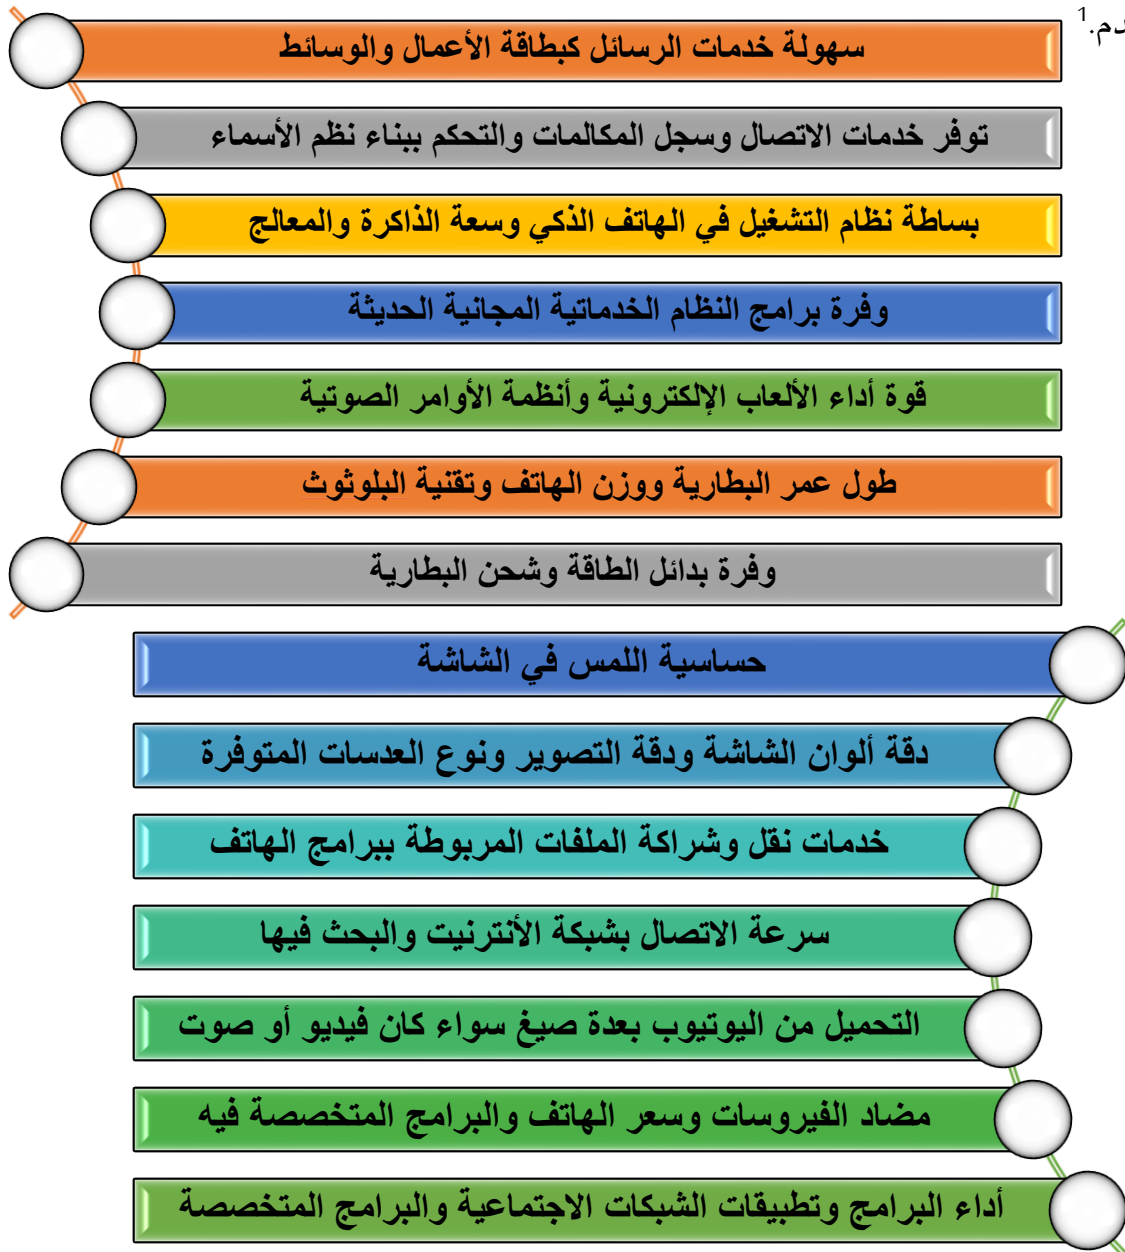 دم.1
سهولة خدمات الرسائل كبطاقة الأعمال والوسائط
توفر خدمات الاتصال وسجل المكالمات والتحكم ببناء نظم الأسماء
بساطة نظام التشغيل في الهاتف الذكي وسعة الذاكرة والمعالج
وفرة برامج النظام الخدماتية المجانية الحديثة
قوة أداء الألعاب الإلكترونية وأنظمة الأوامر الصوتية
طول عمر البطارية ووزن الهاتف وتقنية البلوثوث
وفرة بدائل الطاقة وشحن البطارية
حساسية اللمس في الشاشة
دقة ألوان الشاشة ودقة التصوير ونوع العدسات المتوفرة
خدمات نقل وشراكة الملفات المربوطة ببرامج الهاتف
سرعة الاتصال بشبكة الأنترنيت والبحث فيها
التحميل من اليوتيوب بعدة صيغ سواء كان فيديو أو صوت
مضاد الفيروسات وسعر الهاتف والبرامج المتخصصة فيه
أداء البرامج وتطبيقات الشبكات الاجتماعية والبرامج المتخصصة